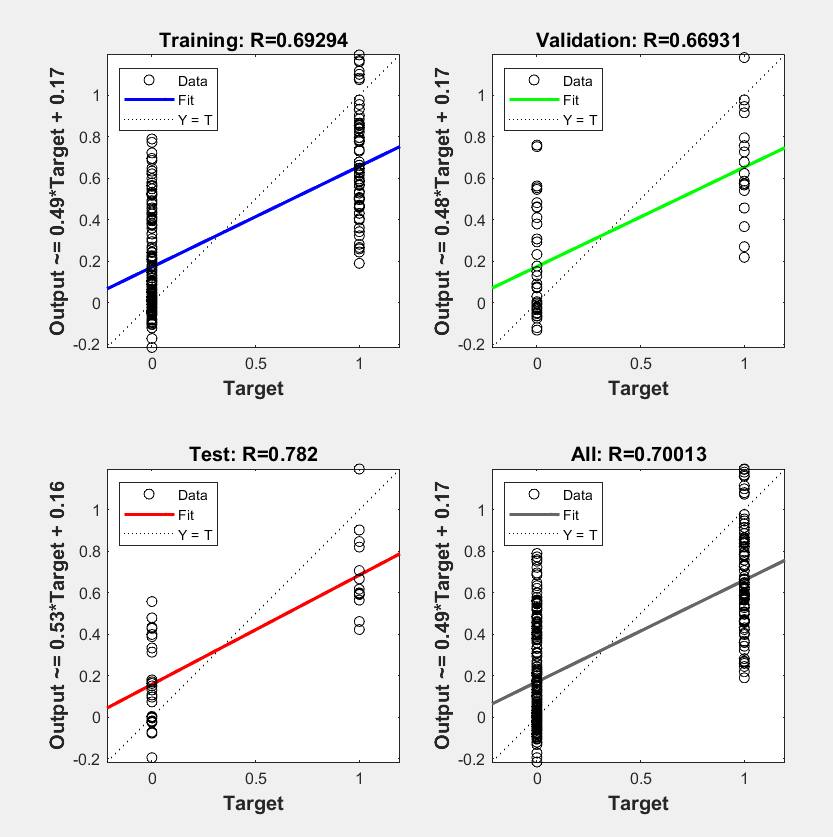 Training: R=0.69294
Output ~= 0.49*Target + 0.17
Data
Fit
Y = T
1
0.8
0.6
0.4
0.2
0
-0.2
0
0.5
1
Target
Validation: R=0.66931
Output ~= 0.48*Target + 0.17
Data
Fit
Y = T
1
0.8
0.6
0.4
0.2
0
-0.2
0
0.5
1
Target
Test: R=0.782
Output ~= 0.53*Target + 0.16
Data
Fit
Y = T
1
0.8
0.6
0.4
0.2
0
-0.2
0
0.5
1
Target
All: R=0.70013
Output ~= 0.49*Target + 0.17
Data
Fit
Y = T
1
0.8
0.6
0.4
0.2
0
-0.2
0
0.5
1
Target